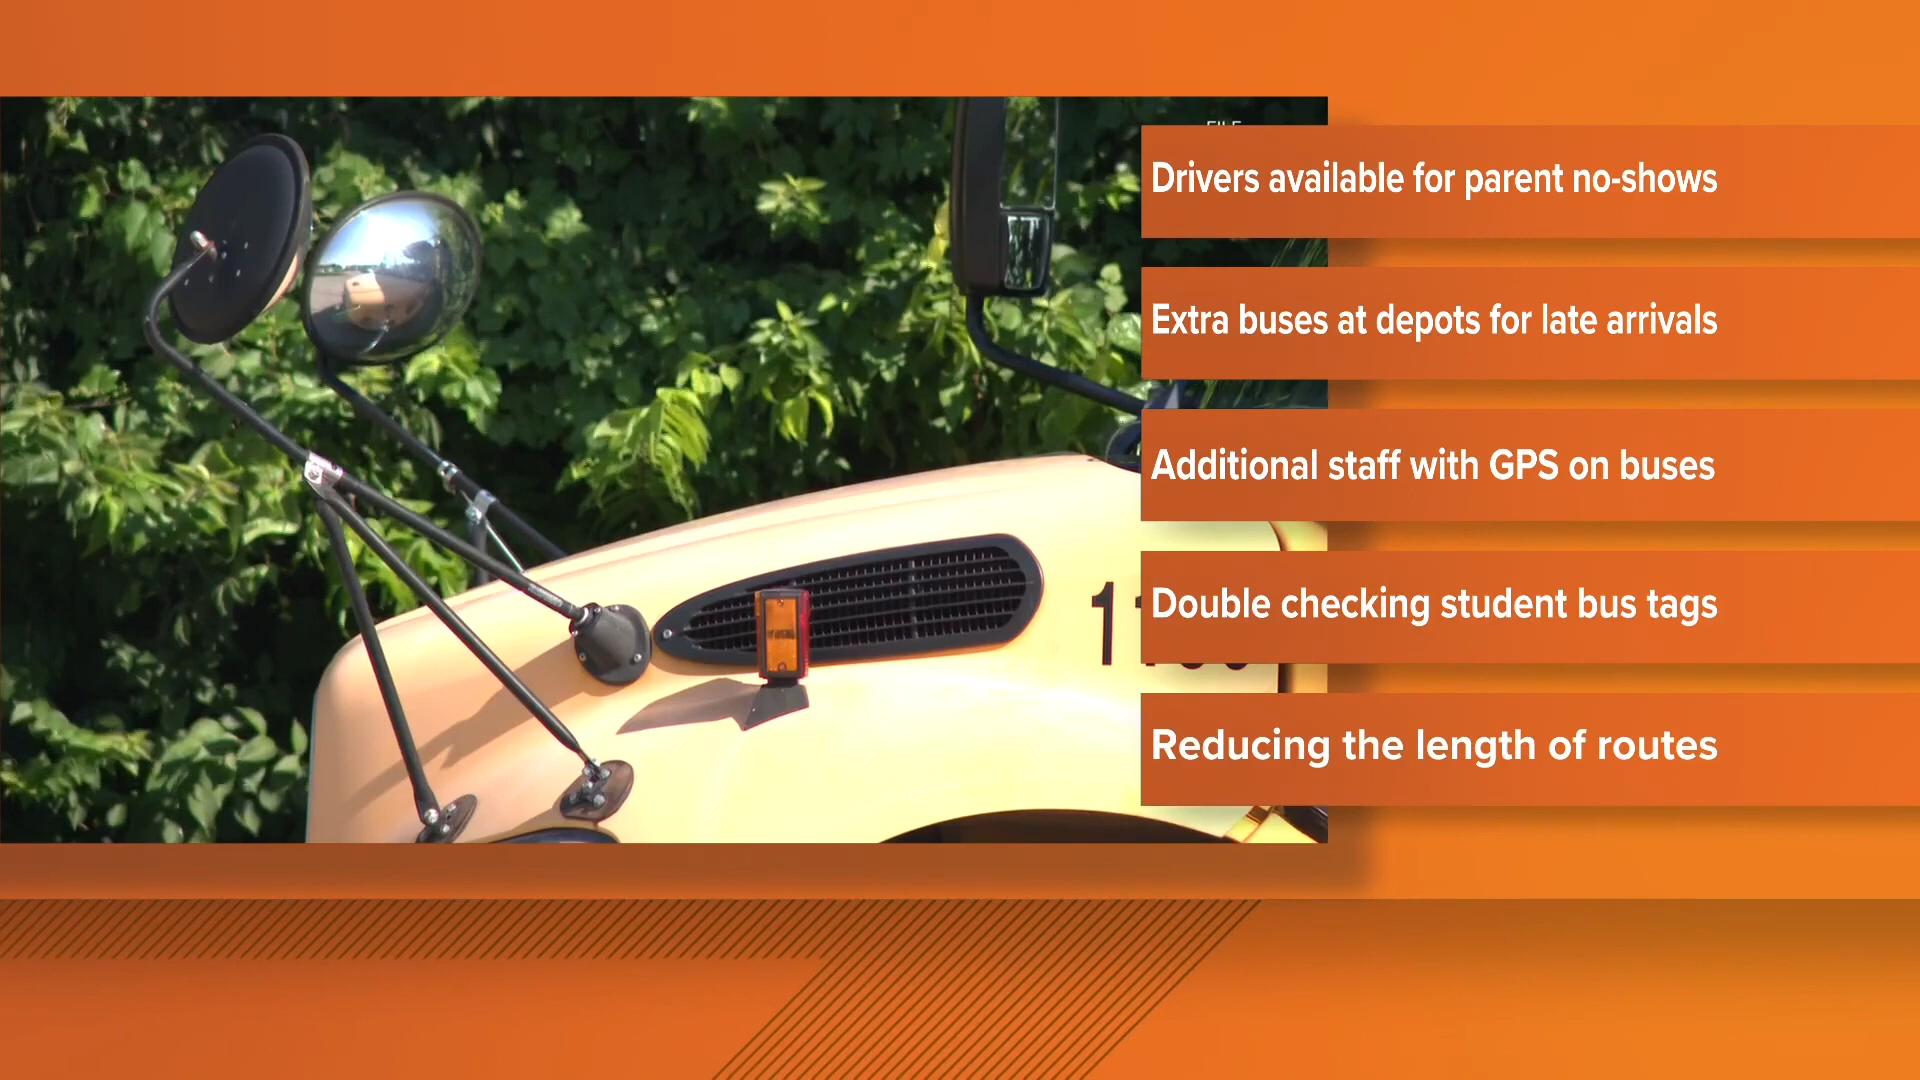 FILE
Drivers available for parent no-shows
Extra buses at depots for late arrivals
Additional staff with GPS on buses
Double checking student bus tags
Reducing the length of routes